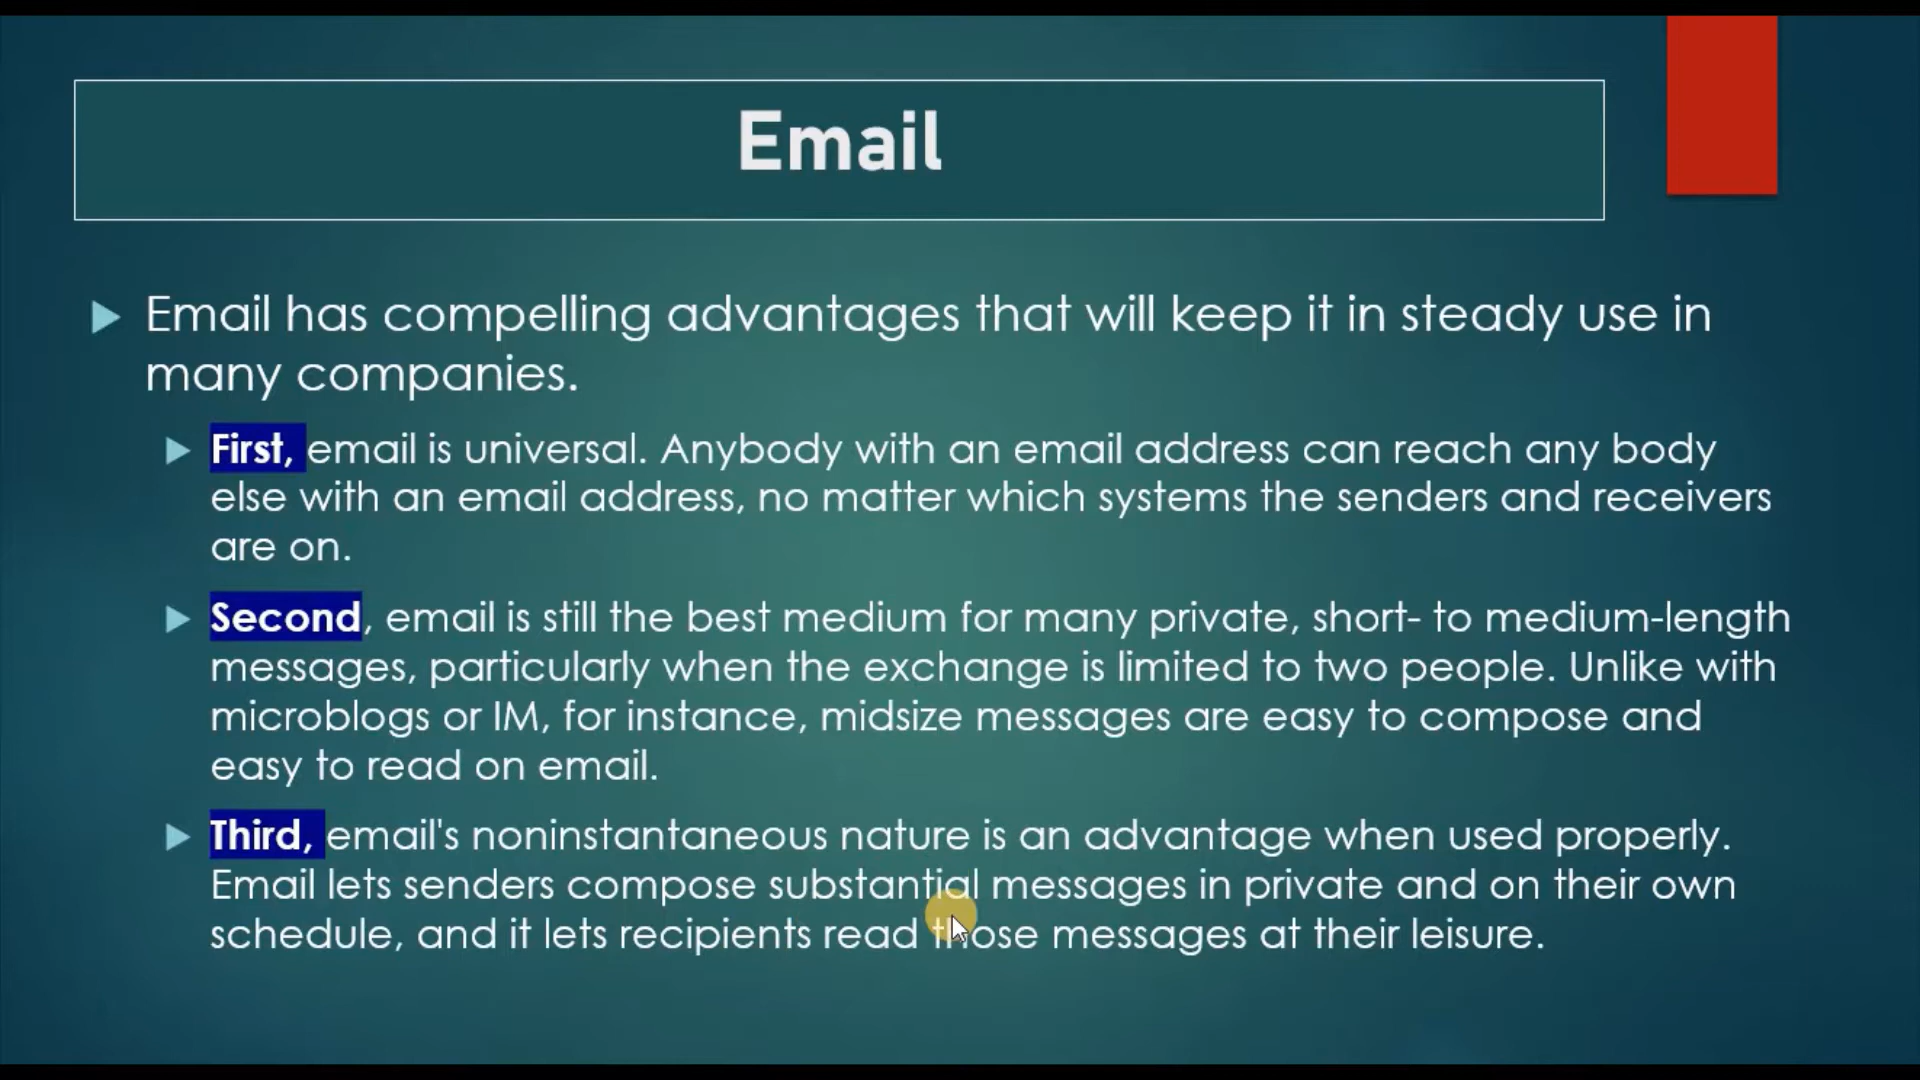 Email
Email has compelling advantages that will keep it in steady use in
many companies.
First, email is universal. Anybody with an email address can reach any body
else with an email address, no matter which systems the senders and receivers
are on.
Second, email is still the best medium for many private, short- to medium-length
messages, particularly when the exchange is limited to two people. Unlike with
microblogs or IM, for instance, midsize messages are easy to compose and
easy to read on email.
Third, email's noninstantaneous nature is an advantage when used properly.
Email lets senders compose substantial messages in private and on their own
schedule, and it lets recipients read those messages at their leisure.